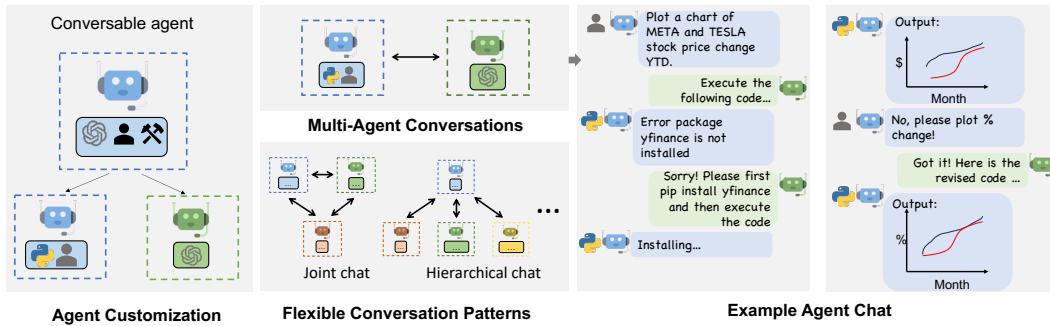 Conversable agent
Agent Customization
Multi-Agent Conversations
...
...
...
Joint chat
...
...
...
...
Hierarchical chat
...
Flexible Conversation Patterns
Plot a chart of
META and TESLA
stock price change
YTD.
Execute the
following code...
Error package
yfinance is not
installed
Sorry! Please first
pip install yfinance
and then execute
the code
Installing...
Output:
$
Month
No, please plot %
change!
Got it! Here is the
revised code ...
Output:
%
Month
Example Agent Chat